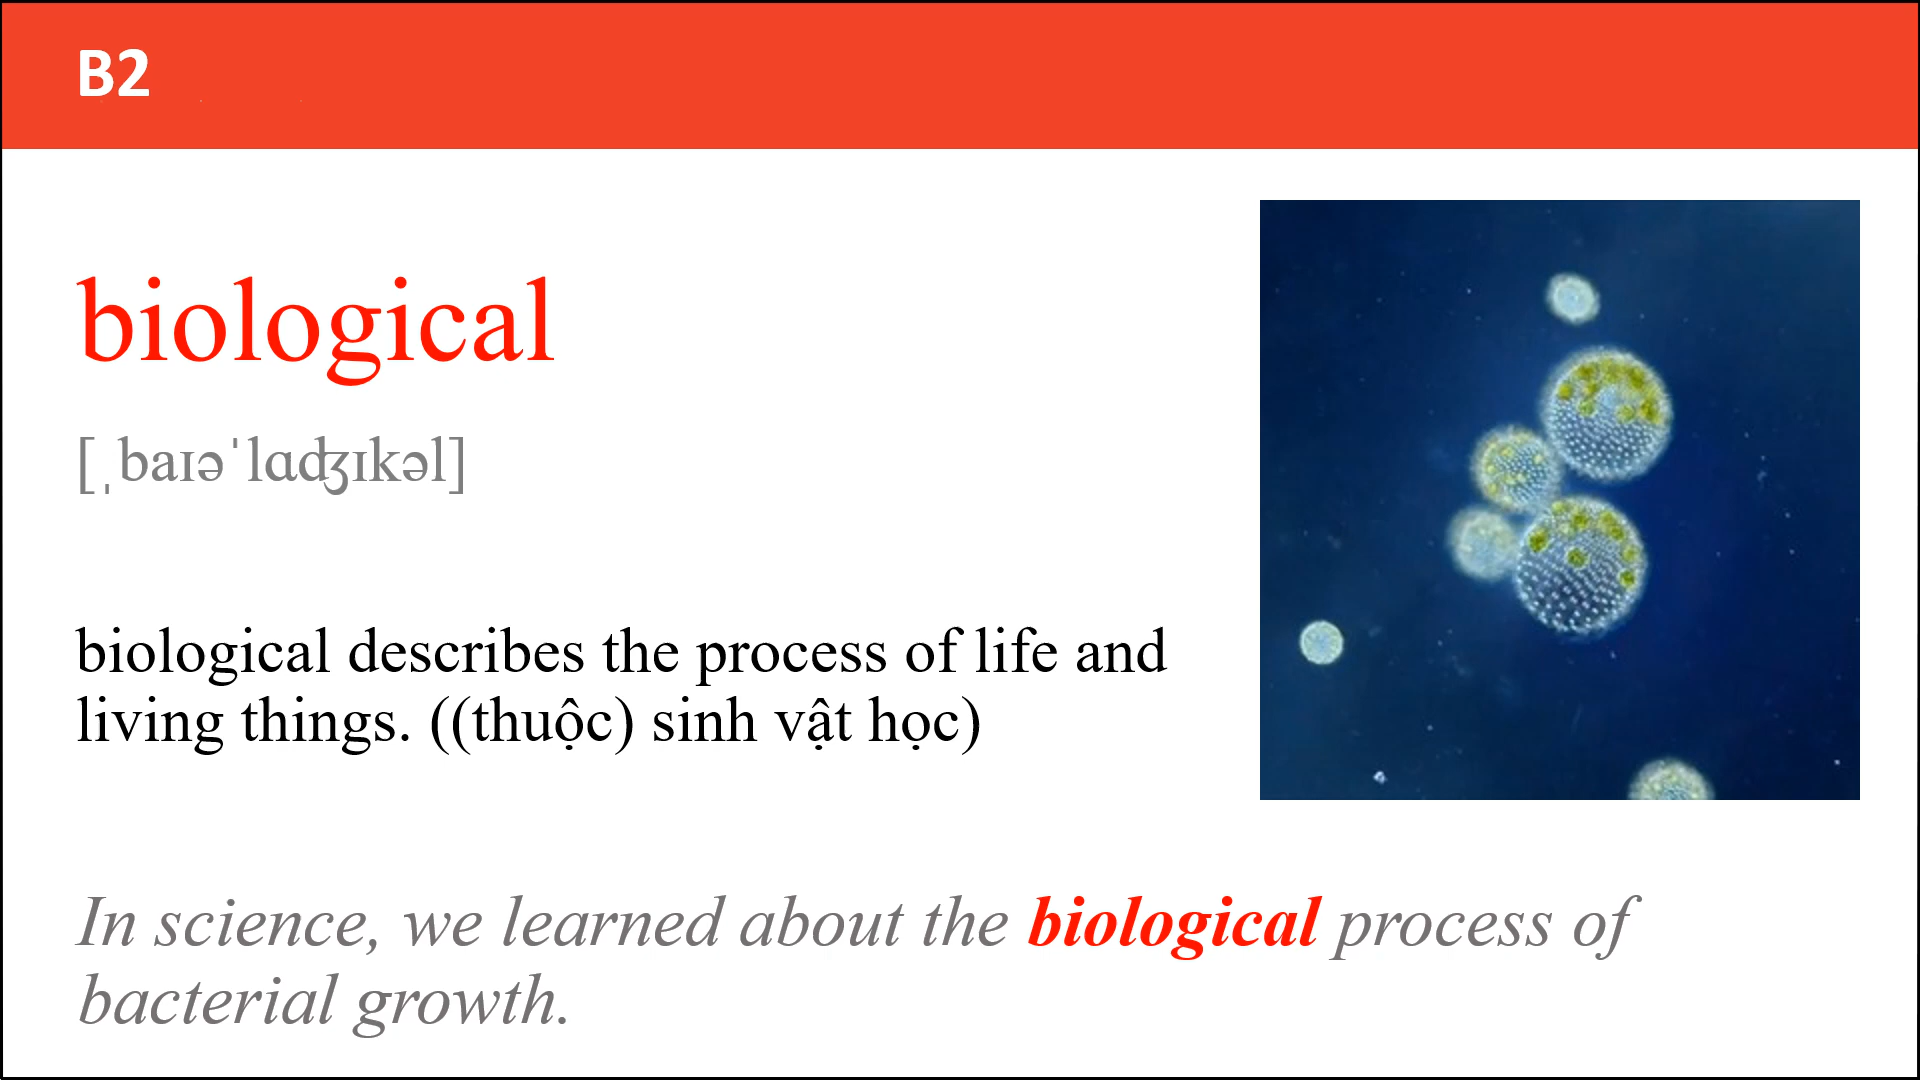 B2
biological
[ˌbaɪəˈlɑʤɪkəl]
biological describes the process of life and
living things. ((thuộc) sinh vật học)
In science, we learned about the biological process of
bacterial growth.